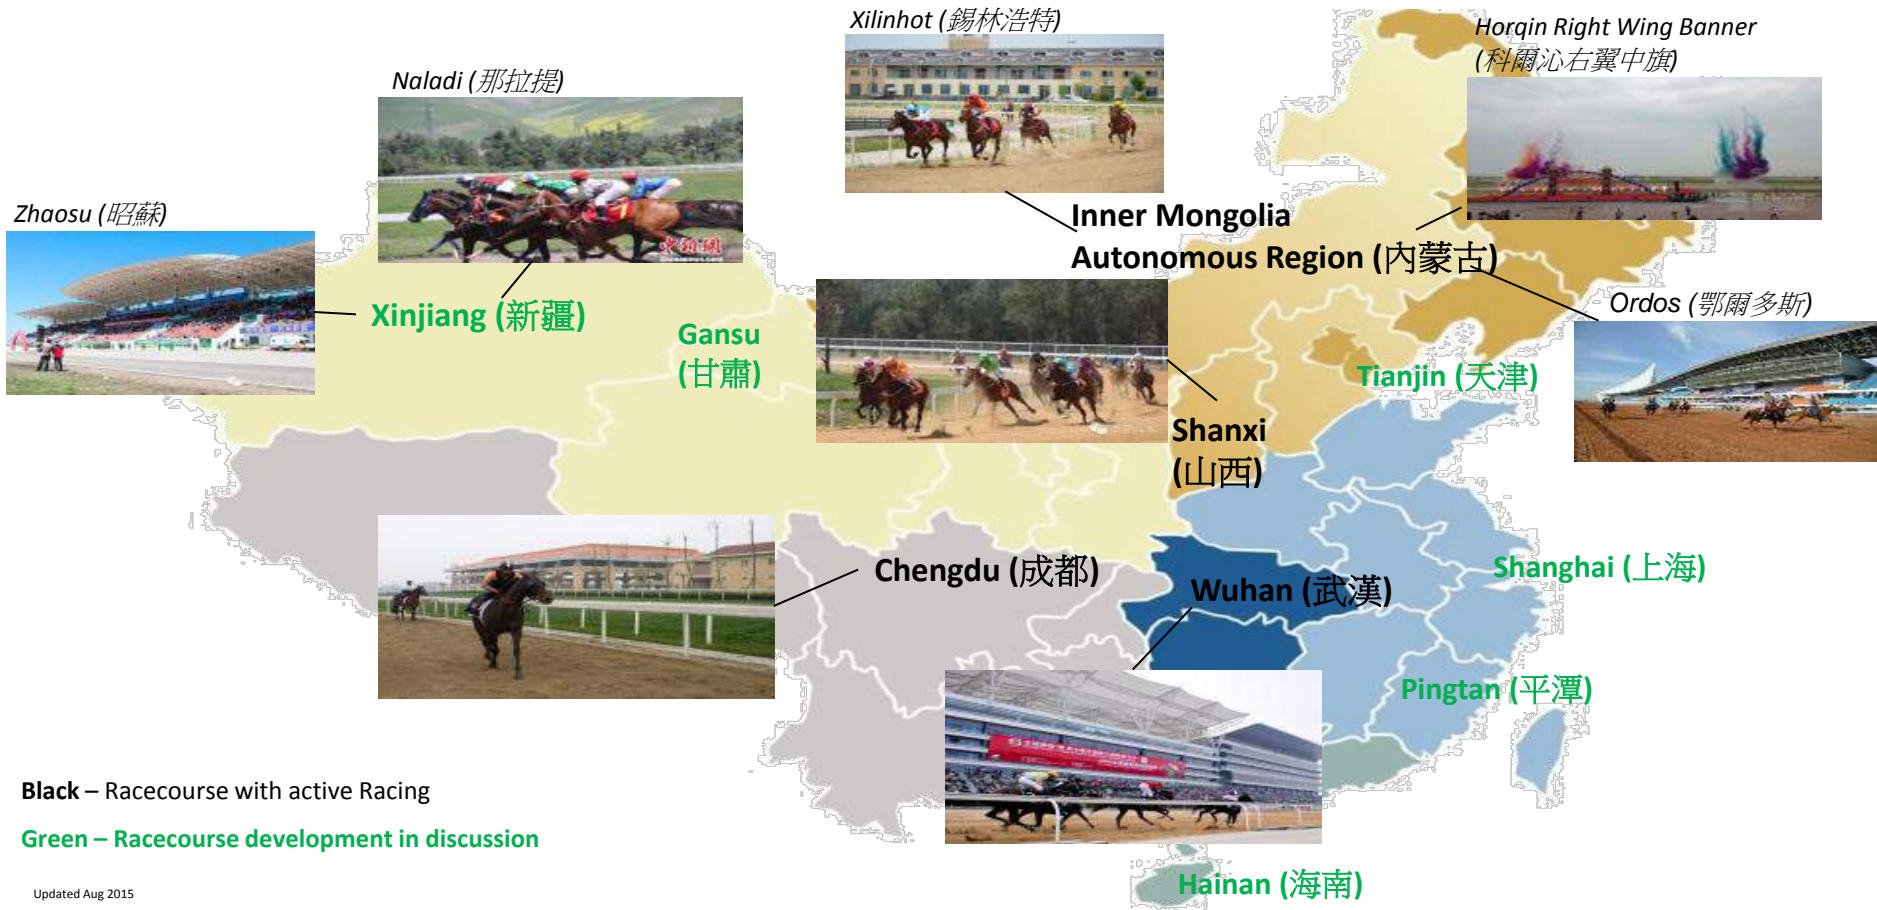 Xilinhot (錫林浩特)
Horqin Right Wing Banner
(科爾沁右翼中旗)
Naladi (那拉提)
Zhaosu (昭蘇)
Inner Mongolia
Autonomous Region (內蒙古)
Ordos (鄂爾多斯)
Xinjiang (新疆)
Gansu
(甘肅)
Tianjin (天津)
Shanxi
(山西)
Chengdu (成都)
Wuhan (武漢)
Shanghai (上海)
Pingtan (平潭)
Black – Racecourse with active Racing
Green – Racecourse development in discussion
Hainan (海南)
Updated Aug 2015